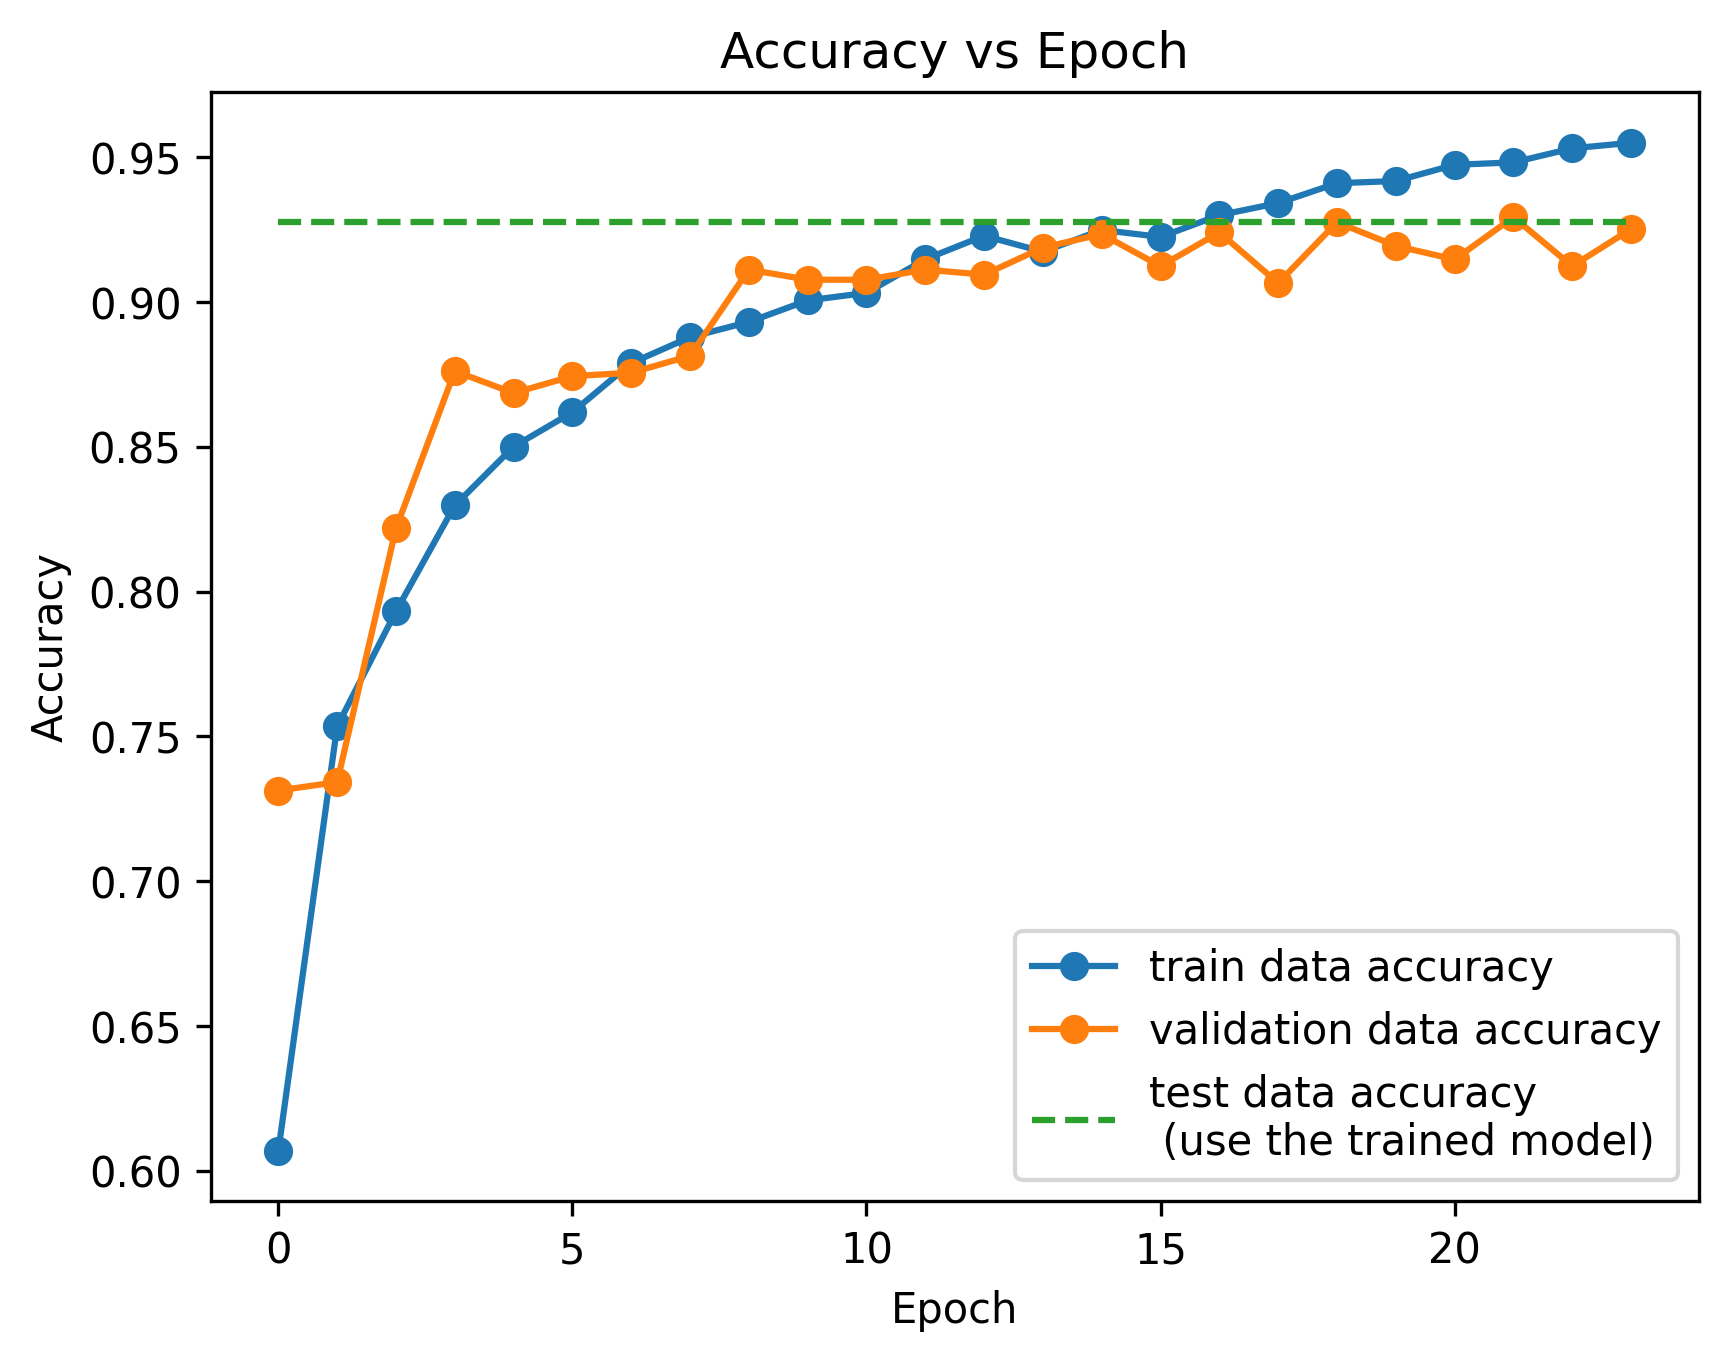 Accuracy vs Epoch
0.95
0.90
0.85
0.80
0.75
0.70
0.65
0.60
Accuracy
train data accuracy
validation data accuracy
test data accuracy
(use the trained model)
0 5 10 15 20
Epoch